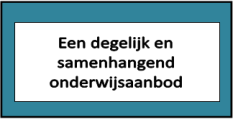 Een degelijk en
samenhangend
onderwijsaanbod